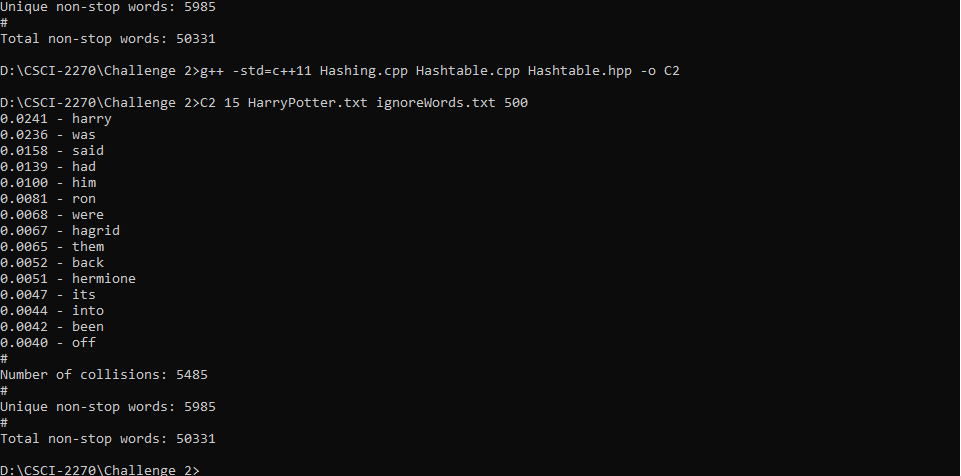 Unique non-stop words: 5985
#
Total non-stop words: 50331
D:\CSCI-2270\Challenge 2>g++ -std=c++11 Hashing.cpp Hashtable.cpp Hashtable.hpp -o C2
D:\CSCI-2270\Challenge 2>C2 15 HarryPotter.txt ignoreWords.txt 500
0.0241 - harry
0.0236 - was
0.0158 - said
0.0139 - had
0.0100 - him
0.0081 - ron
0.0068 - were
0.0067 - hagrid
0.0065 - them
0.0052 - back
0.0051 - hermione
0.0047 - its
0.0044 - into
0.0042 - been
0.0040 - off
#
Number of collisions: 5485
#
Unique non-stop words: 5985
#
Total non-stop words: 50331
D:\CSCI-2270\Challenge 2>